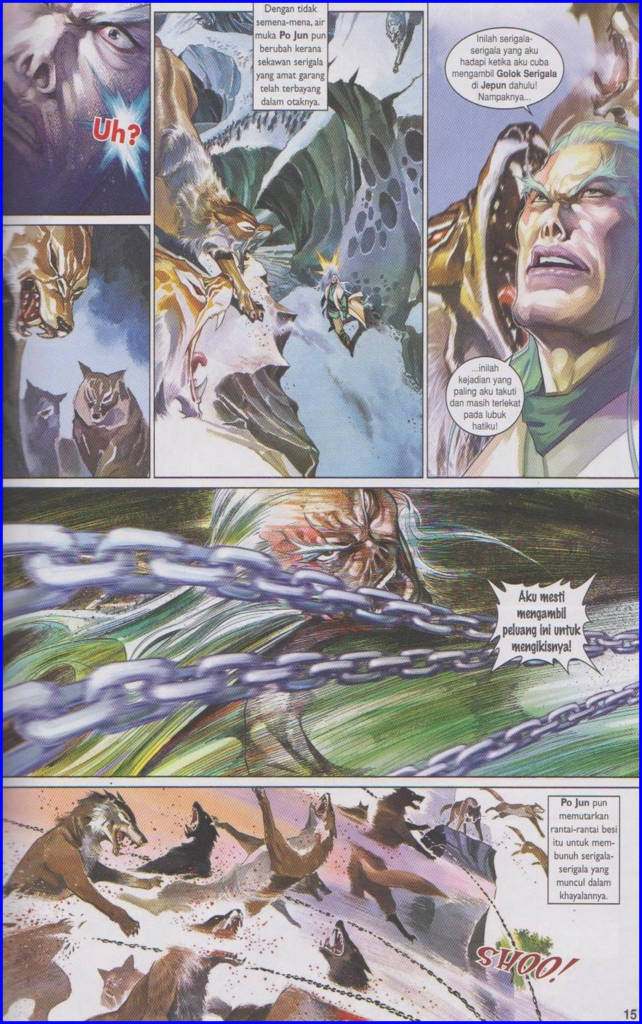 Uh?
Dengan tidak
semena-mena, air
muka Po Jun pun
berubah kerana
sekawan serigala
yang amat garang
telah terbayang
dalam otaknya.
Inilah serigala-
serigala yang aku
hadapi ketika aku cuba
mengambil Golok Serigala
di Jepun dahulu!
Nampaknya...
...inilah
kejadian yang
paling aku takuti
dan masih terlekat
pada lubuk
hatiku!
Aku mesti
mengambil
peluang ini untuk
mengikisnya!
Po Jun pun
memutarkan
rantai-rantai besi
itu untuk mem-
bunuh serigala-
serigala yang
muncul dalam
khayalannya.
SHOO!
15